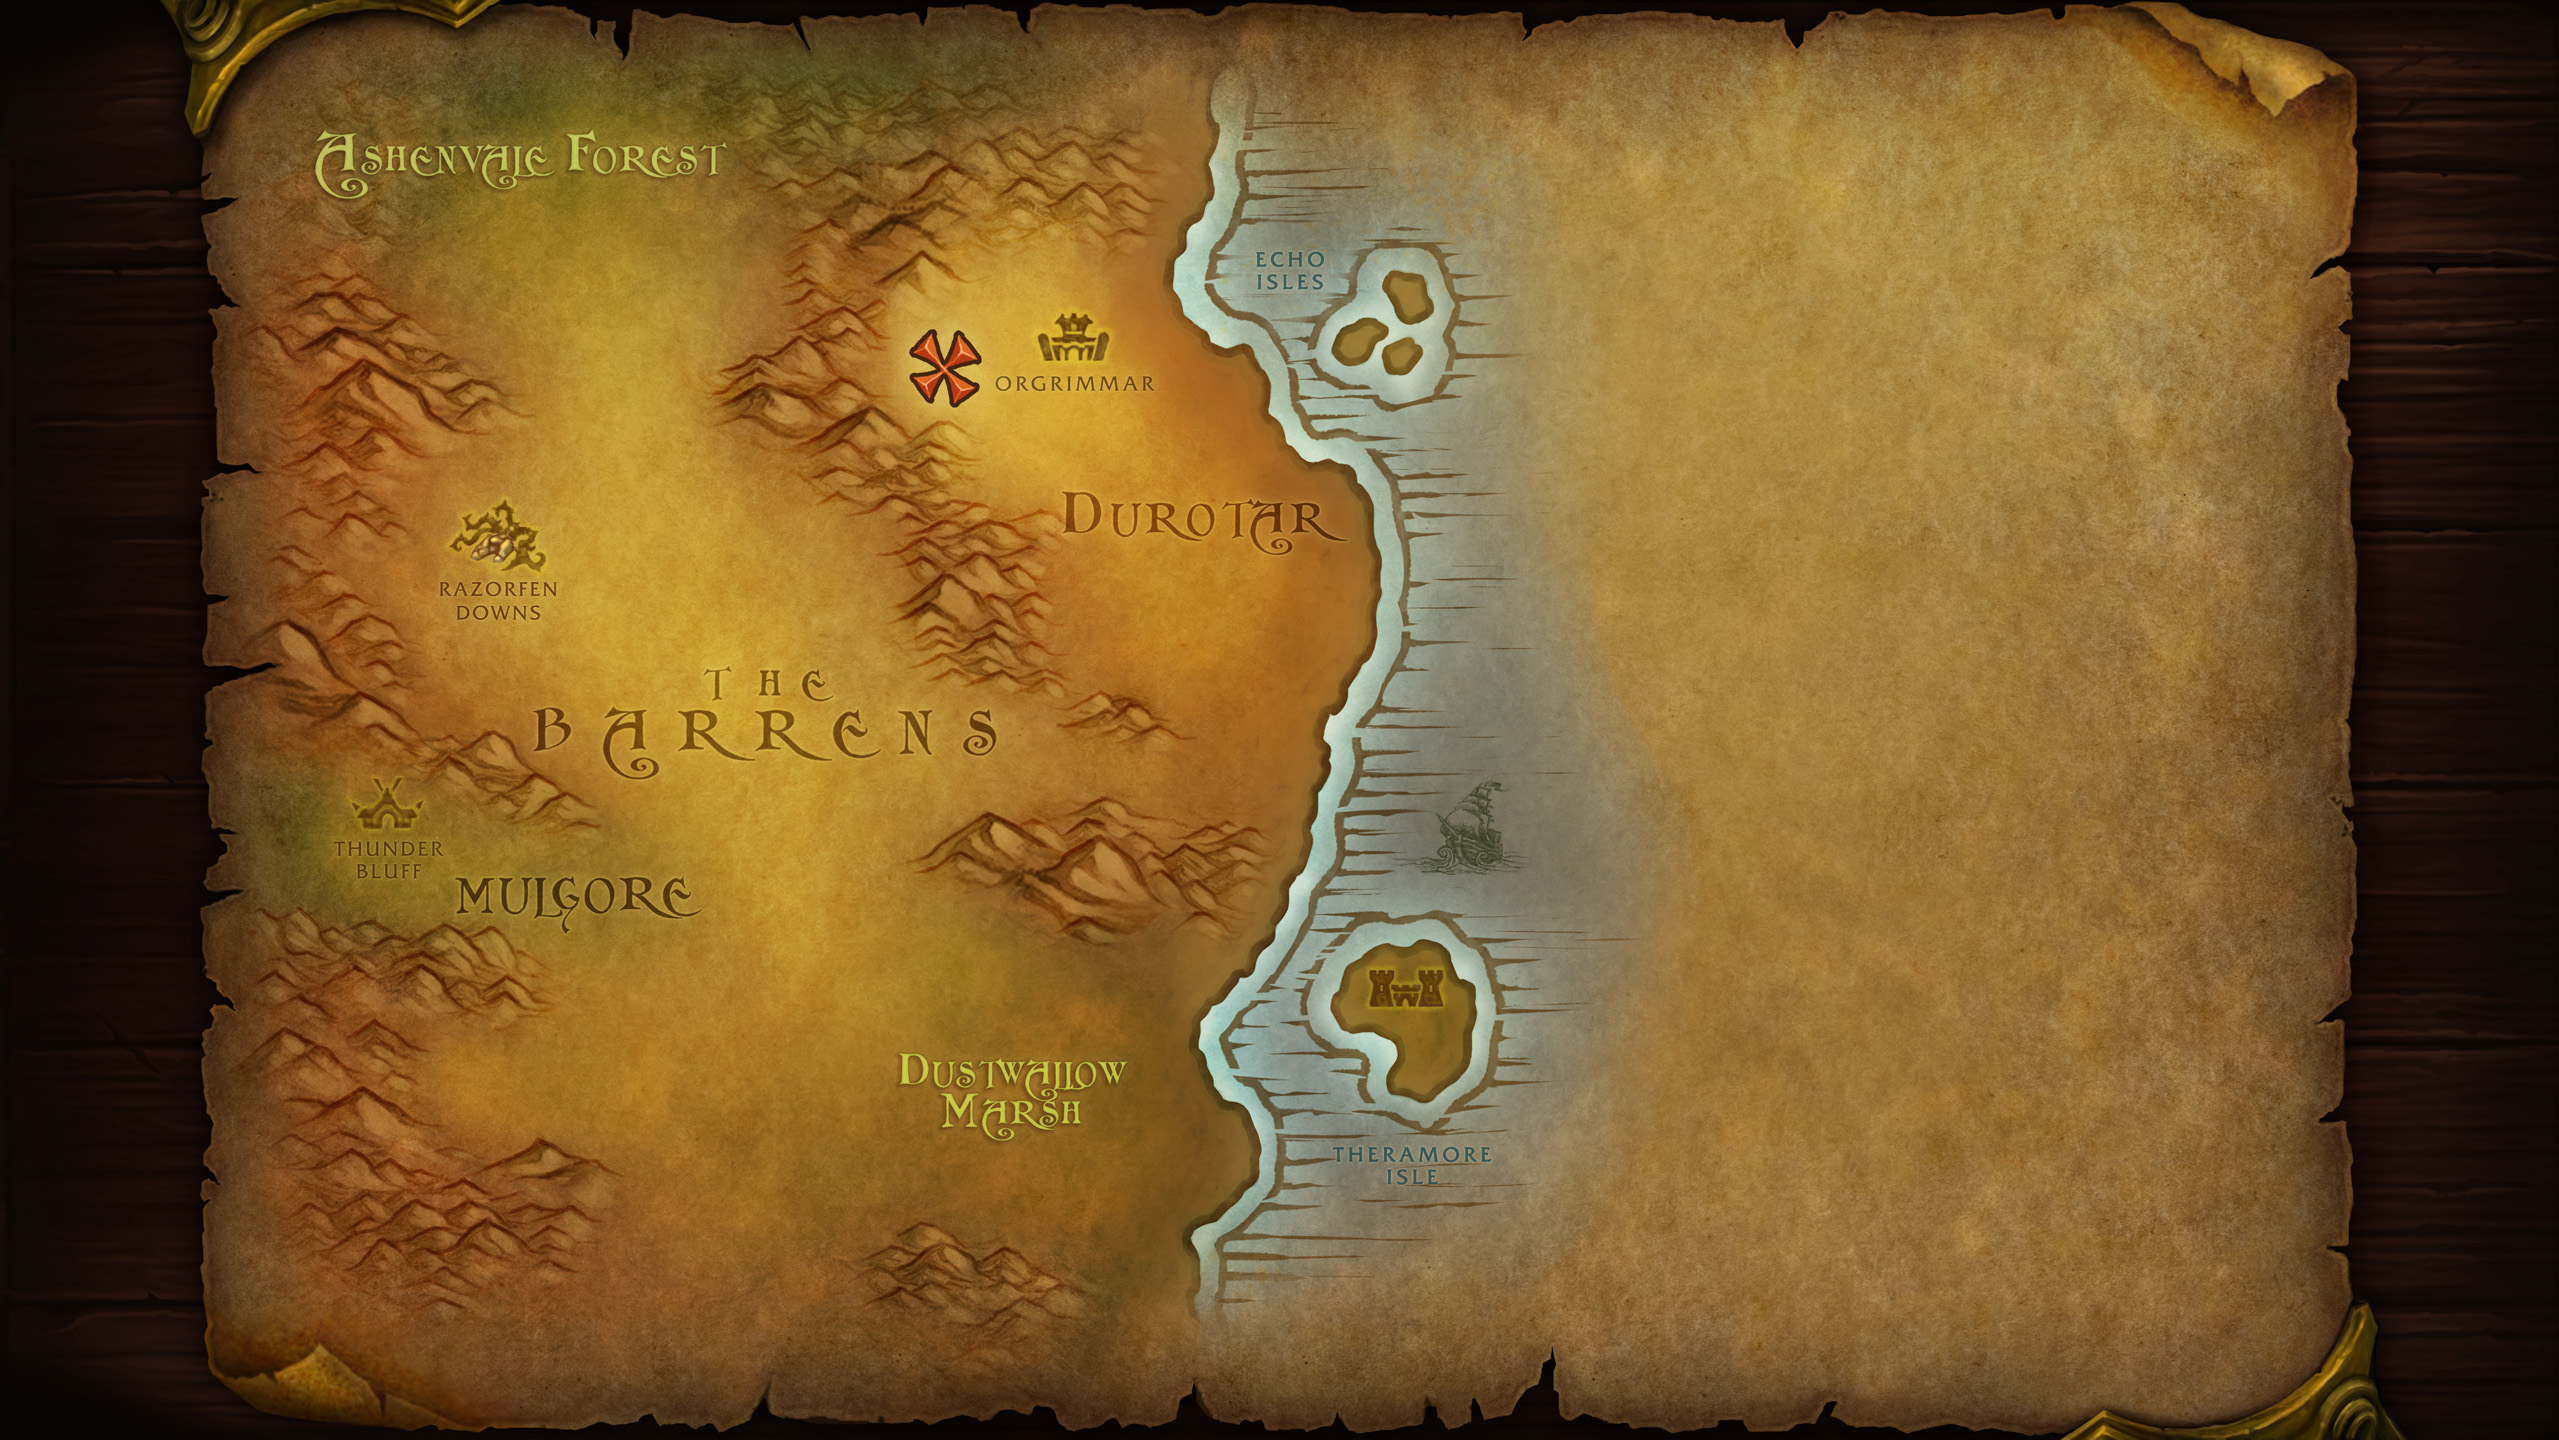 Ashenvale Forest
ECHO
ISLES
ORGRIMMAR
Durotar
RAZORFEN
DOWNS
THE
BARRENS
THUNDER
BLUFF
Mulgore
Dustwallow
Marsh
THERAMORE
ISLE